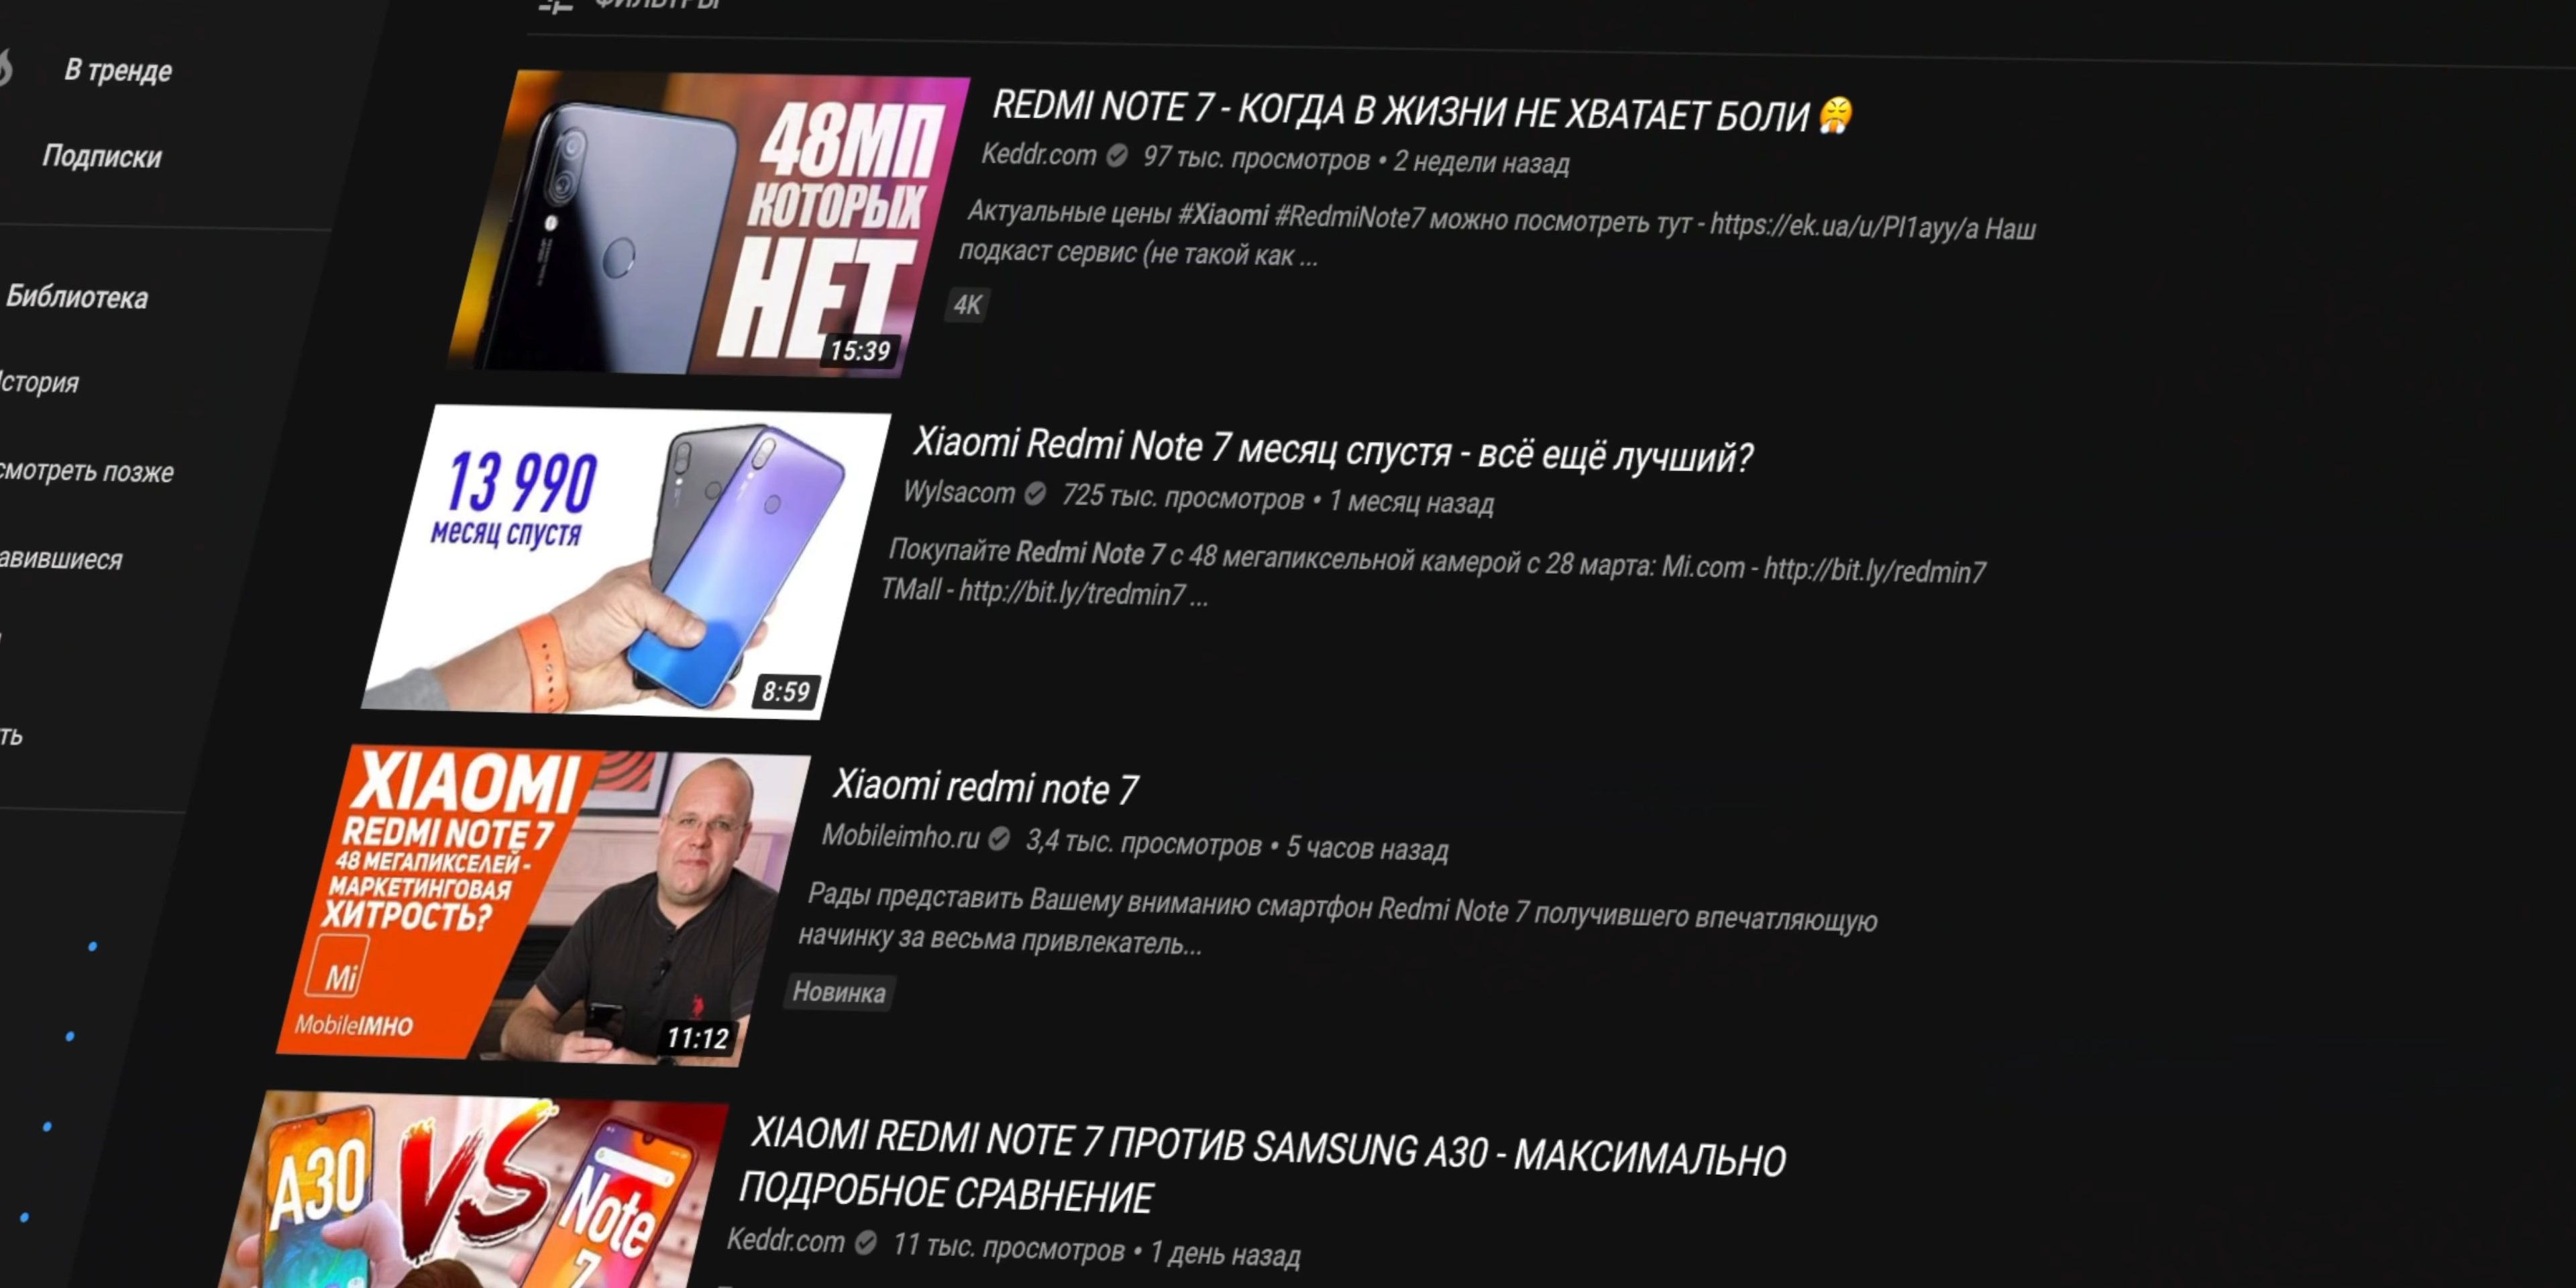 ФИЛЬТРЫ
В тренде
Подписки
Библиотека
стория
смотреть позже
авившиеся
ть
48МП
КОТОРЫХ
НЕТ
15:39
REDMI NOTE 7 - КОГДА В ЖИЗНИ НЕ ХВАТАЕТ БОЛИ 😤
Keddr.com 97 тыс. просмотров • 2 недели назад
Актуальные цены #Xiaomi #RedmiNote7 можно посмотреть тут - https://ek.ua/u/PI1ayy/a Наш
подкаст сервис (не такой как ...
4K
13 990
месяц спустя
8:59
Xiaomi Redmi Note 7 месяц спустя - всё ещё лучший?
Wylsacom 725 тыс. просмотров • 1 месяц назад
Покупайте Redmi Note 7 с 48 мегапиксельной камерой с 28 марта: Mi.com - http://bit.ly/redmin7
TMall - http://bit.ly/tredmin7 ...
XIAOMI
REDMI NOTE 7
48 МЕГАПИКСЕЛЕЙ -
МАРКЕТИНГОВАЯ
ХИТРОСТЬ?
Mi
MobileIMHO
11:12
Xiaomi redmi note 7
Mobileimho.ru 3,4 тыс. просмотров • 5 часов назад
Рады представить Вашему вниманию смартфон Redmi Note 7 получившего впечатляющую
начинку за весьма привлекатель...
Новинка
A30
VS
Note
7
XIAOMI REDMI NOTE 7 ПРОТИВ SAMSUNG A30 - МАКСИМАЛЬНО
ПОДРОБНОЕ СРАВНЕНИЕ
Keddr.com 11 тыс. просмотров • 1 день назад